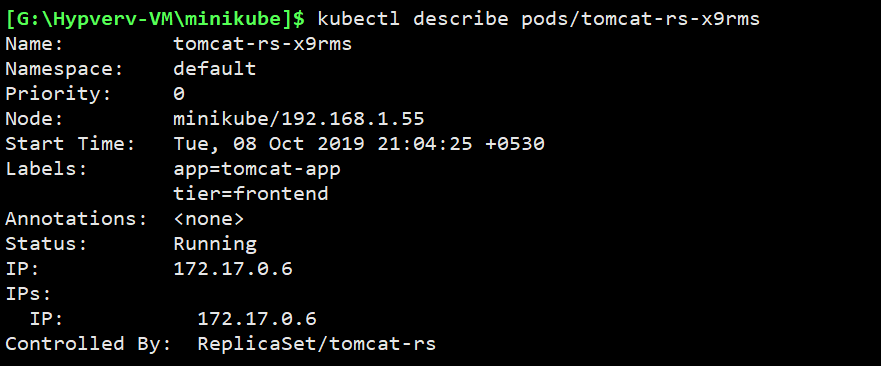 [G:\Hypverv-VM\minikube]$ kubectl describe pods/tomcat-rs-x9rms
Name:         tomcat-rs-x9rms
Namespace:    default
Priority:     0
Node:         minikube/192.168.1.55
Start Time:   Tue, 08 Oct 2019 21:04:25 +0530
Labels:       app=tomcat-app
              tier=frontend
Annotations:  <none>
Status:       Running
IP:           172.17.0.6
IPs:
  IP:           172.17.0.6
Controlled By:  ReplicaSet/tomcat-rs